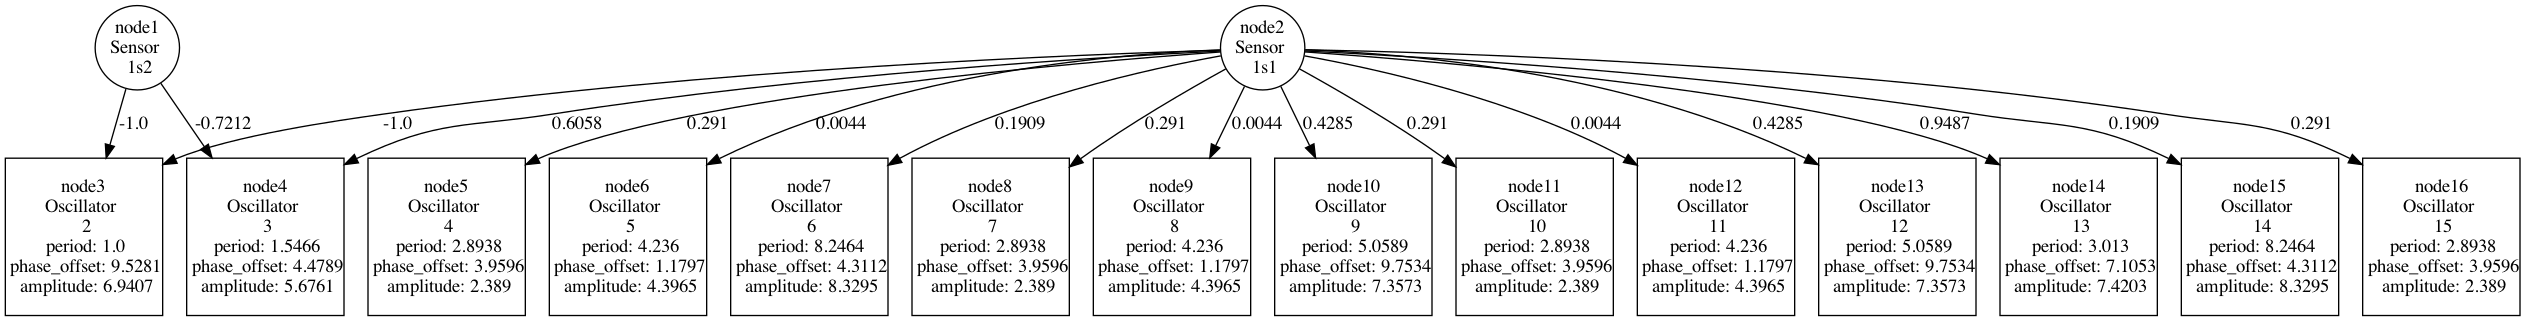 node1
Sensor
1s2
node2
Sensor
1s1
-1.0
-0.7212
-1.0
0.6058
0.291
0.0044
0.1909
0.291
0.0044
0.4285
0.291
0.0044
0.4285
0.9487
0.1909
0.291
node3
Oscillator
2
period: 1.0
phase_offset: 9.5281
amplitude: 6.9407
node4
Oscillator
3
period: 1.5466
phase_offset: 4.4789
amplitude: 5.6761
node5
Oscillator
4
period: 2.8938
phase_offset: 3.9596
amplitude: 2.389
node6
Oscillator
5
period: 4.236
phase_offset: 1.1797
amplitude: 4.3965
node7
Oscillator
6
period: 8.2464
phase_offset: 4.3112
amplitude: 8.3295
node8
Oscillator
7
period: 2.8938
phase_offset: 3.9596
amplitude: 2.389
node9
Oscillator
8
period: 4.236
phase_offset: 1.1797
amplitude: 4.3965
node10
Oscillator
9
period: 5.0589
phase_offset: 9.7534
amplitude: 7.3573
node11
Oscillator
10
period: 2.8938
phase_offset: 3.9596
amplitude: 2.389
node12
Oscillator
11
period: 4.236
phase_offset: 1.1797
amplitude: 4.3965
node13
Oscillator
12
period: 5.0589
phase_offset: 9.7534
amplitude: 7.3573
node14
Oscillator
13
period: 3.013
phase_offset: 7.1053
amplitude: 7.4203
node15
Oscillator
14
period: 8.2464
phase_offset: 4.3112
amplitude: 8.3295
node16
Oscillator
15
period: 2.8938
phase_offset: 3.9596
amplitude: 2.389